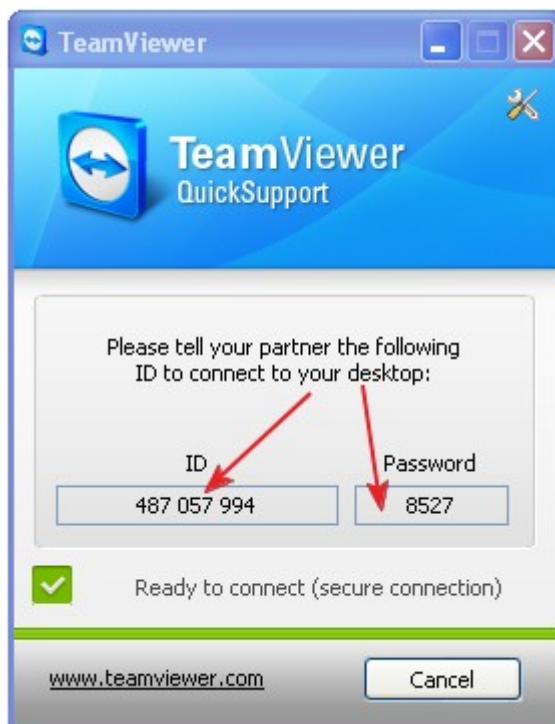 TeamViewer
TeamViewer
QuickSupport
Please tell your partner the following
ID to connect to your desktop:
ID Password
487 057 994 8527
Ready to connect (secure connection)
www.teamviewer.com Cancel